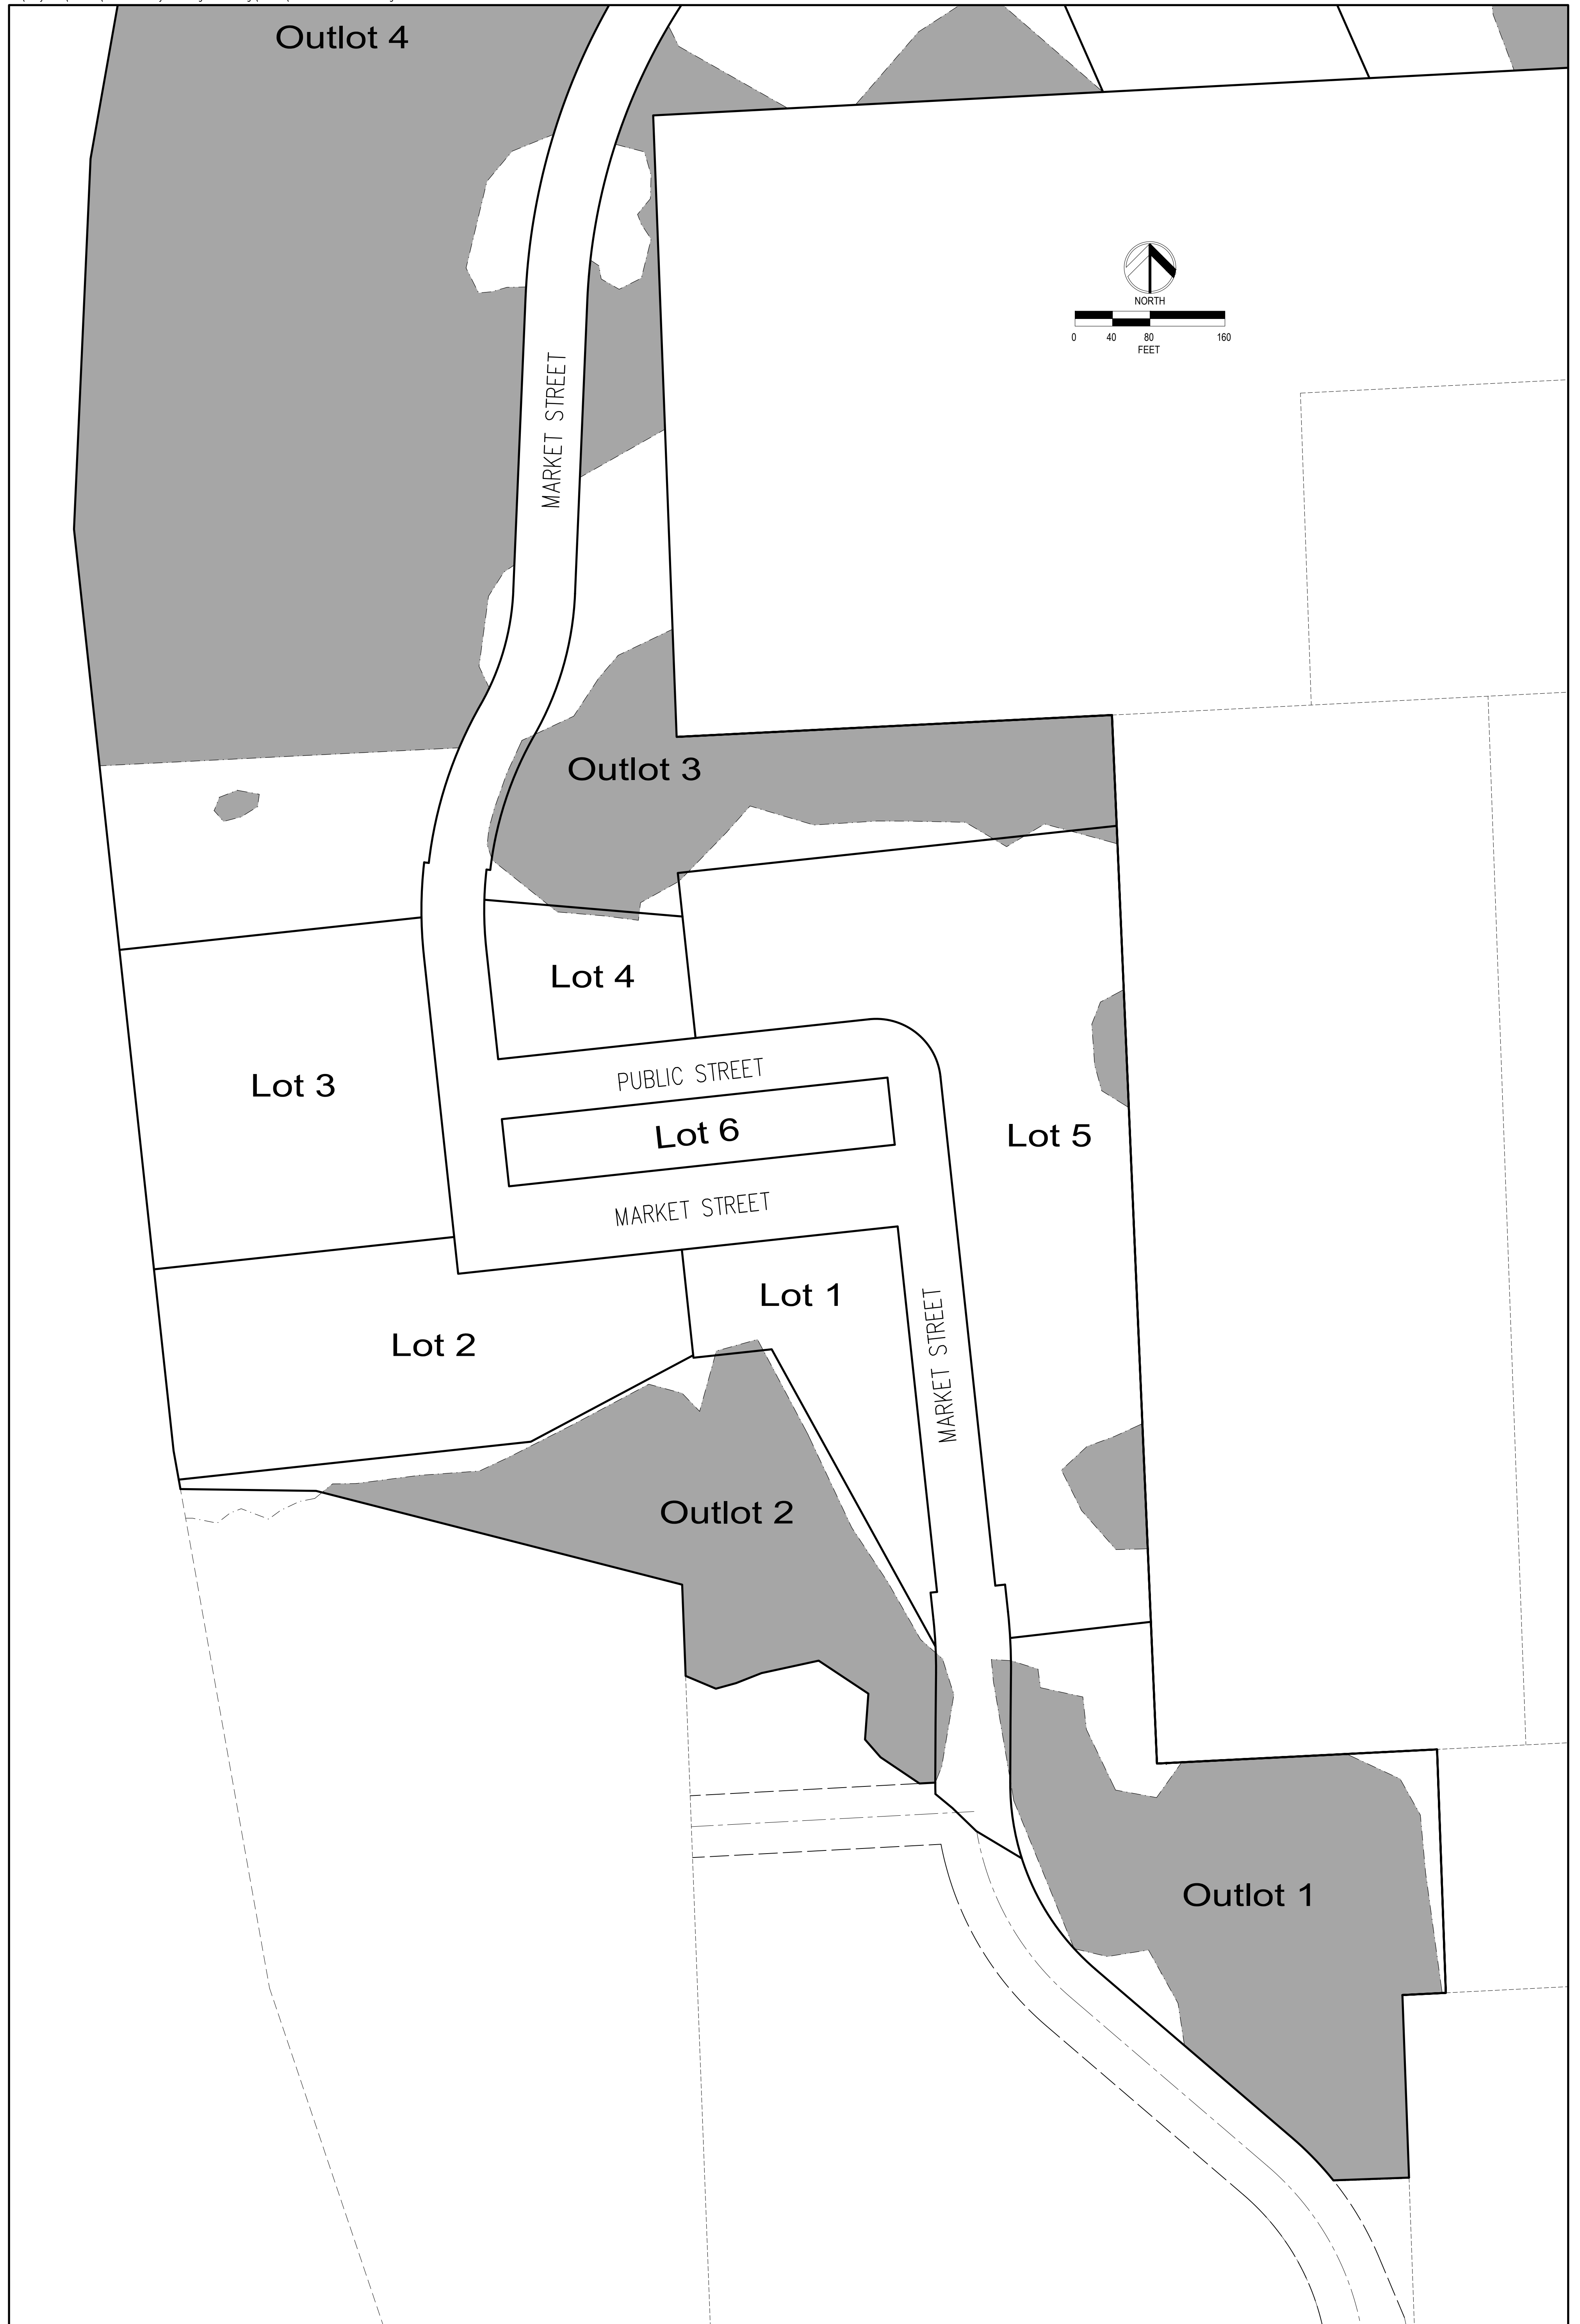 Outlot 4
NORTH
0 40 80 160
FEET
MARKET STREET
Outlot 3
Lot 4
Lot 3
PUBLIC STREET
Lot 6
Lot 5
MARKET STREET
Lot 1
MARKET STREET
Lot 2
Outlot 2
Outlot 1